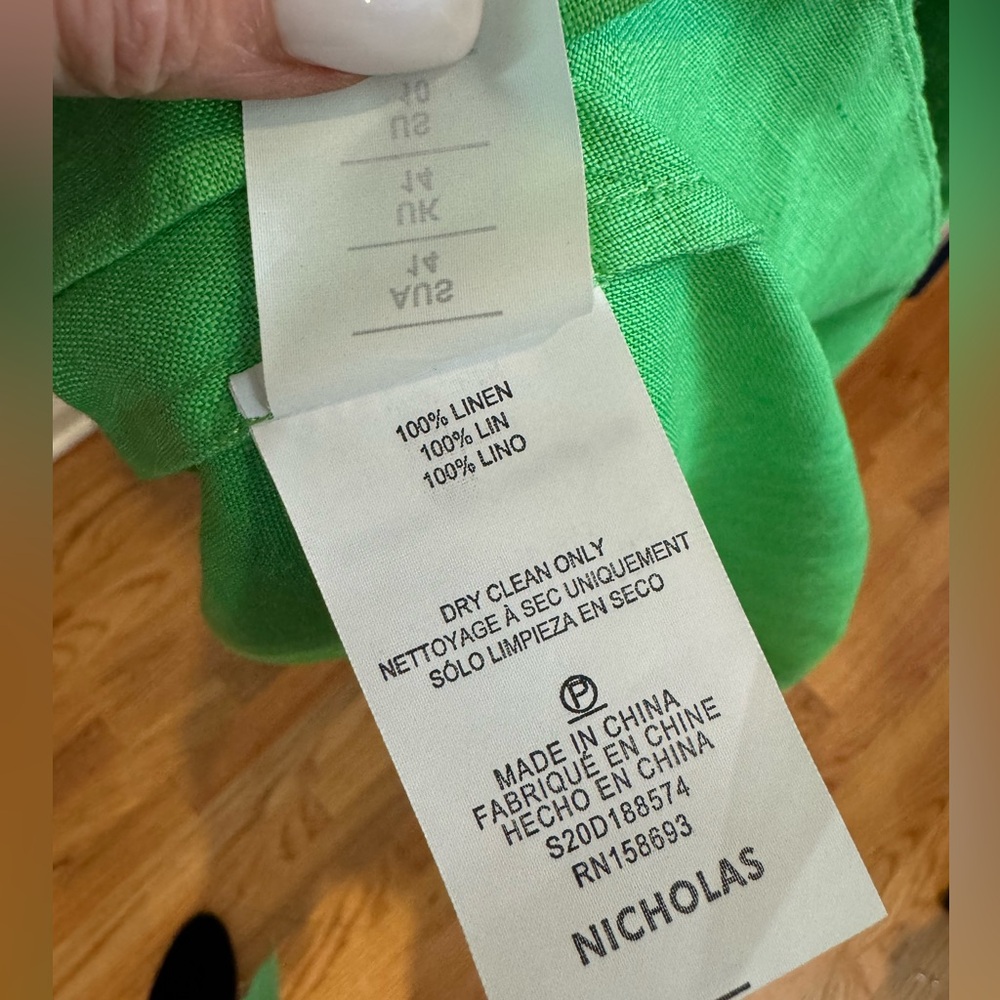 10
US
14
UK
14
AUS
100% LINEN
100% LIN
100% LINO
DRY CLEAN ONLY
NETTOYAGE À SEC UNIQUEMENT
SÓLO LIMPIEZA EN SECO
P
MADE IN CHINA
FABRIQUÉ EN CHINE
HECHO EN CHINA
S20D188574
RN158693
NICHOLAS